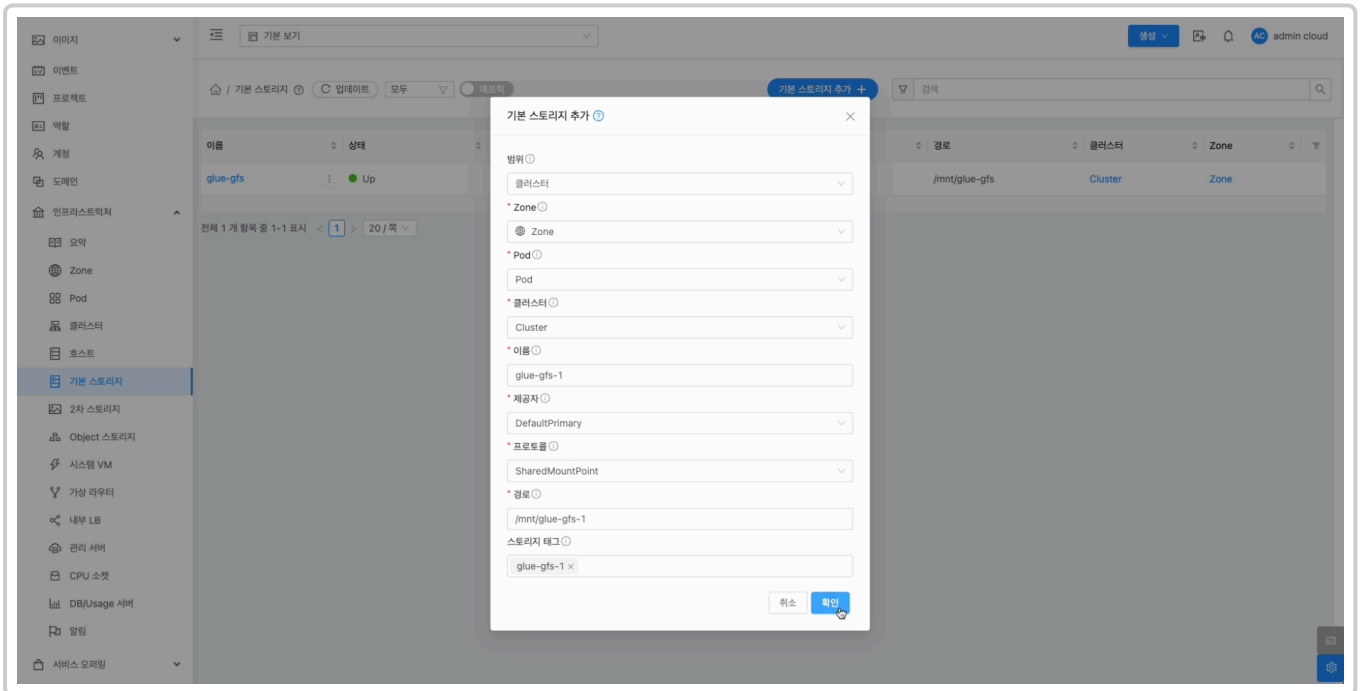 이미지
기본 보기
생성
AC admin cloud
이벤트
프로젝트
역할
계정
도메인
인프라스트럭쳐
요약
Zone
Pod
클러스터
호스트
기본 스토리지
2차 스토리지
Object 스토리지
시스템 VM
가상 라우터
내부 LB
관리 서버
CPU 소켓
DB/Usage 서버
알림
서비스 오퍼링
/ 기본 스토리지
업데이트
모두
메트릭
기본 스토리지 추가 +
검색
이름 상태 경로 클러스터 Zone
glue-gfs Up /mnt/glue-gfs Cluster Zone
전체 1 개 항목 중 1-1 표시 < 1 > 20 / 쪽
기본 스토리지 추가
범위
클러스터
* Zone
Zone
* Pod
Pod
* 클러스터
Cluster
* 이름
glue-gfs-1
* 제공자
DefaultPrimary
* 프로토콜
SharedMountPoint
* 경로
/mnt/glue-gfs-1
스토리지 태그
glue-gfs-1 ×
취소 확인